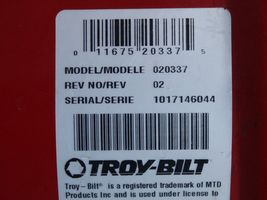 0 11675 20337 5
MODEL/MODELE 020337
REV NO/REV 02
SERIAL/SERIE 1017146044
TROY-BILT
Troy - Bilt® is a registered trademark of MTD
Products Inc and is used under license to